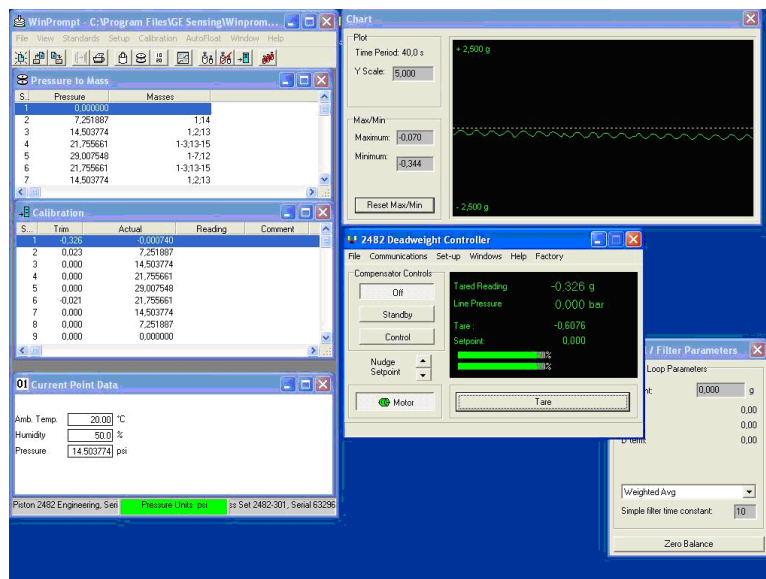 WinPrompt - C:\Program Files\GE Sensing\Winprom...
File View Standards Setup Calibration AutoFloat Window Help
Pressure to Mass
S... Pressure Masses
1 0,000000
2 7,251887 1;14
3 14,503774 1;2;13
4 21,755661 1-3;13-15
5 29,007548 1-7;12
6 21,755661 1-3;13-15
7 14,503774 1;2;13
Calibration
S... Trim Actual Reading Comment
1 -0,326 -0,000740
2 0,023 7,251887
3 0,000 14,503774
4 0,000 21,755661
5 0,000 29,007548
6 -0,021 21,755661
7 0,000 14,503774
8 0,000 7,251887
9 0,000 0,000000
01 Current Point Data
Amb. Temp. 20.00 °C
Humidity 50.0 %
Pressure 14.503774 psi
Piston 2482 Engineering, Seri Pressure Units psi ss Set 2482-301, Serial 63296
Chart
Plot
Time Period: 40,0 s
Y Scale: 5,000
Max/Min
Maximum: -0,070
Minimum: -0,344
Reset Max/Min
+ 2,500 g
- 2,500 g
2482 Deadweight Controller
File Communications Set-up Windows Help Factory
Compensator Controls
Off
Standby
Control
Nudge
Setpoint
Motor
Tared Reading -0,326 g
Line Pressure 0,000 bar
Tare : -0,6076
Setpoint 0,000
Tare
/ Filter Parameters
Loop Parameters
0,000 g
0,00
0,00
0,00
Weighted Avg
Simple filter time constant: 10
Zero Balance